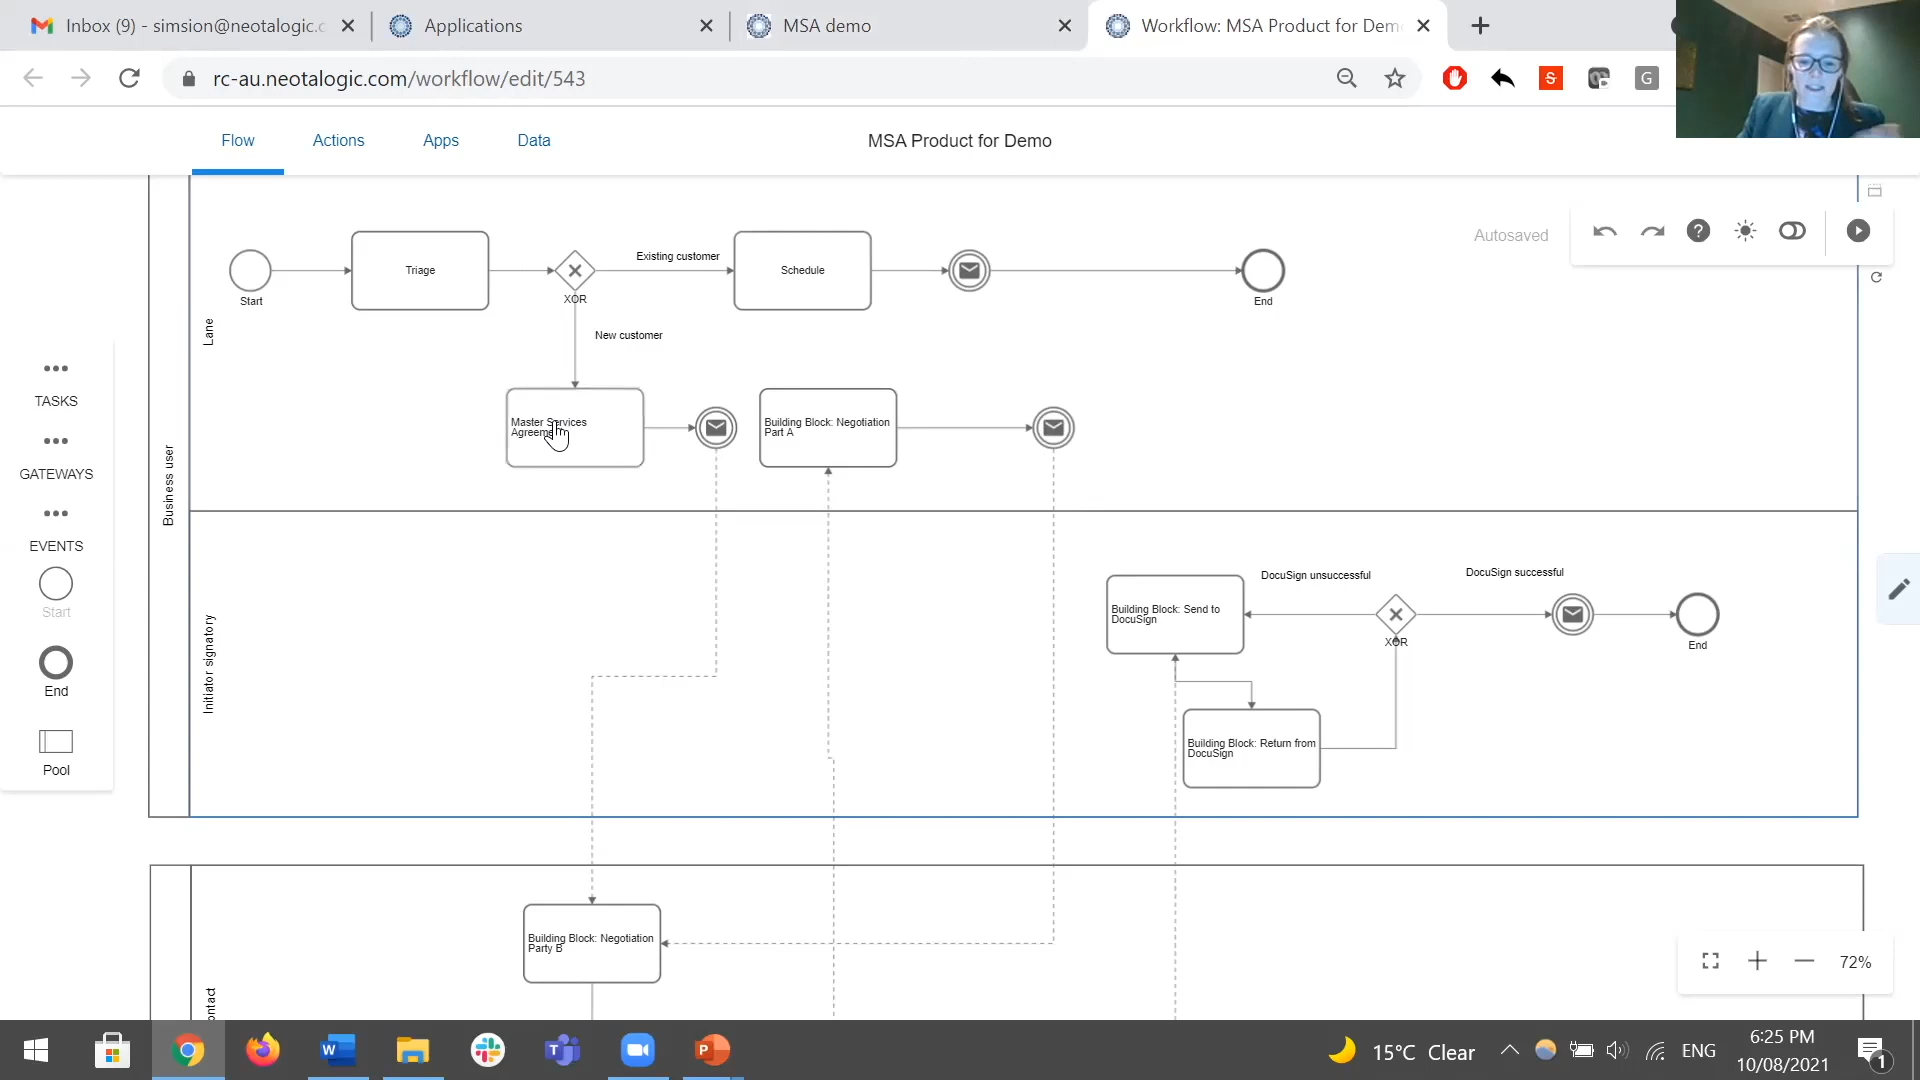 Inbox (9) - simsion@neotalogic.c
Applications
MSA demo
Workflow: MSA Product for Dem
rc-au.neotalogic.com/workflow/edit/543
S
G
Flow
Actions
Apps
Data
MSA Product for Demo
Autosaved
Start
Triage
XOR
Existing customer
Schedule
End
New customer
Lane
Master Services
Building Block: Negotiation
Part A
Business user
TASKS
GATEWAYS
EVENTS
Start
End
Pool
Initiator signatory
Building Block: Send to
DocuSign
DocuSign unsuccessful
DocuSign successful
XOR
End
Building Block: Return from
DocuSign
Building Block: Negotiation
Party B
ontact
72%
15°C Clear
ENG
6:25 PM
10/08/2021
1